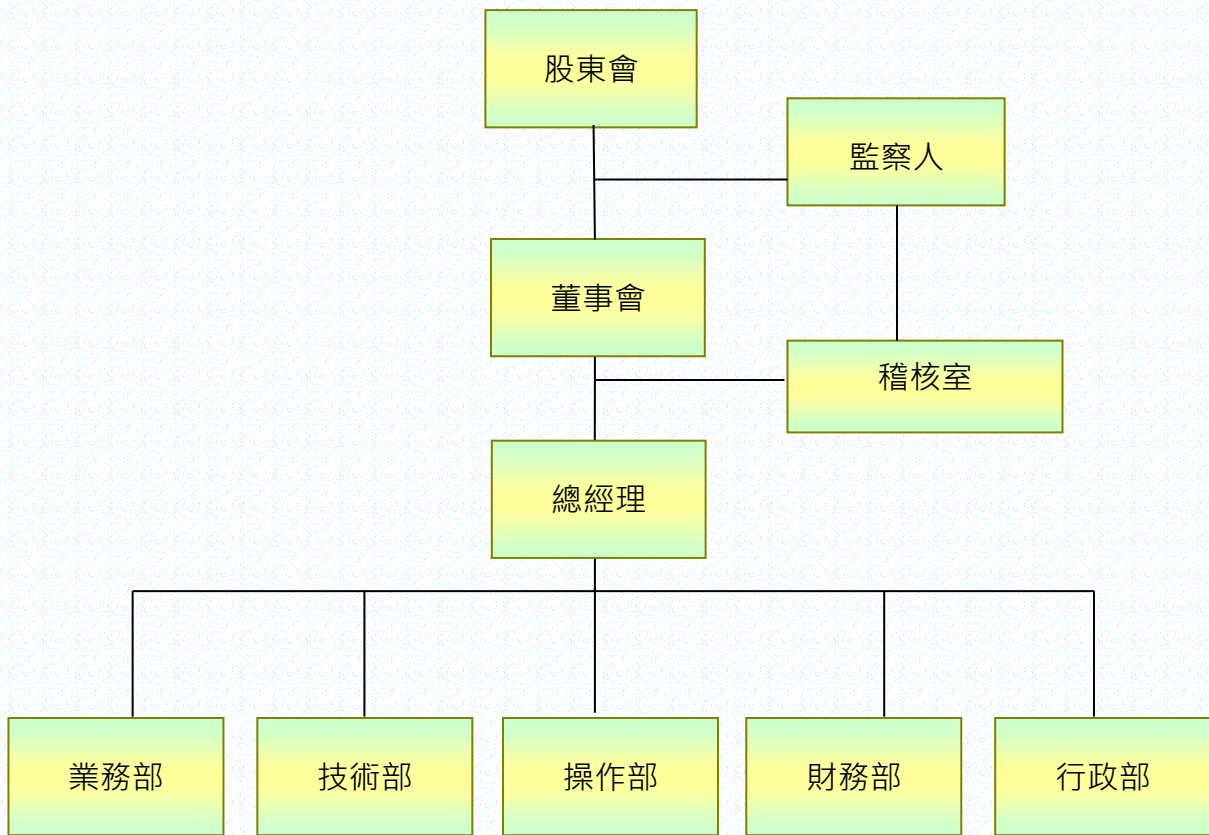 股東會
監察人
董事會
稽核室
總經理
業務部
技術部
操作部
財務部
行政部